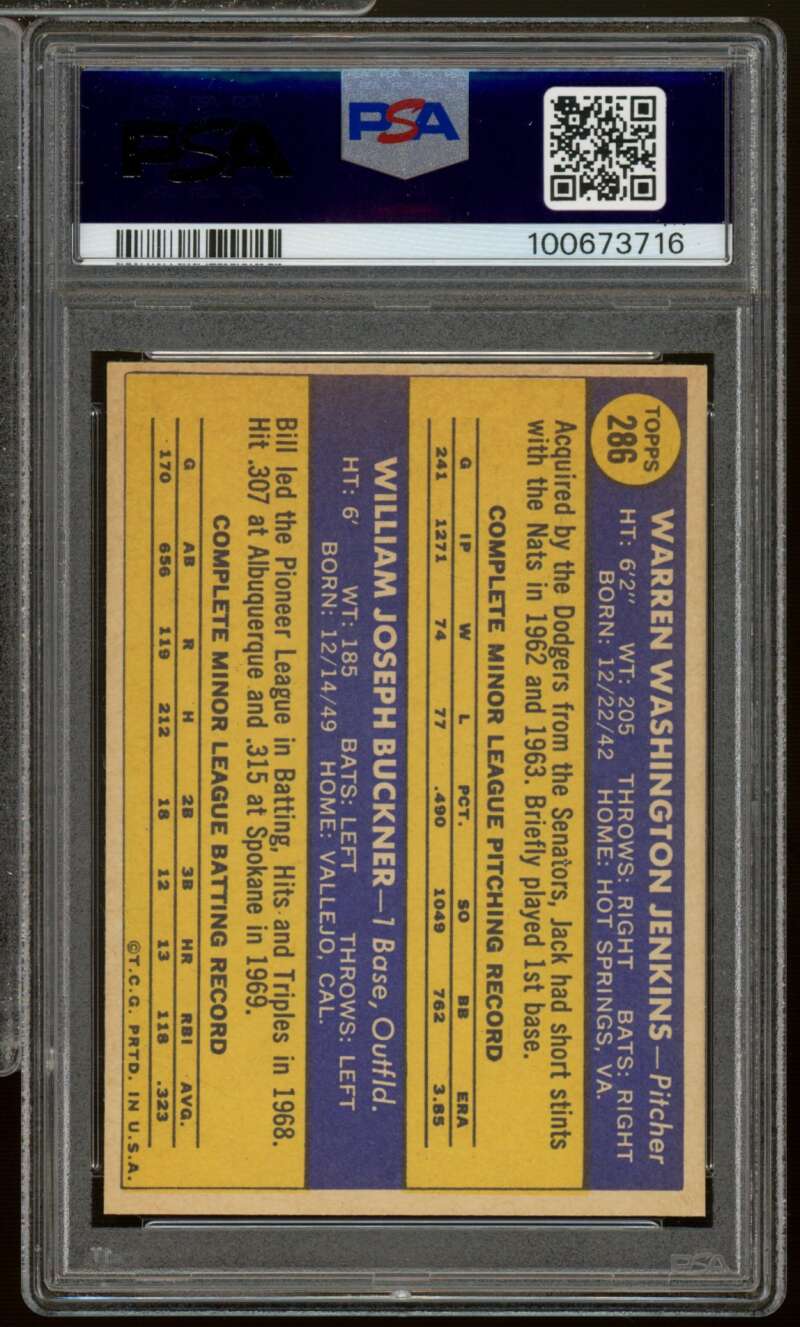 PSA
PSA
100673716
TOPPS
286
WARREN WASHINGTON JENKINS—Pitcher
HT: 6'2" WT: 205 THROWS: RIGHT BATS: RIGHT
BORN: 12/22/42 HOME: HOT SPRINGS, VA.
Acquired by the Dodgers from the Senators, Jack had short stints
with the Nats in 1962 and 1963. Briefly played 1st base.
COMPLETE MINOR LEAGUE PITCHING RECORD
G IP W L PCT. SO BB ERA
241 1271 74 77 .490 1049 762 3.85
WILLIAM JOSEPH BUCKNER—1 Base, Outfld.
HT: 6' WT: 185 BATS: LEFT THROWS: LEFT
BORN: 12/14/49 HOME: VALLEJO, CAL.
Bill led the Pioneer League in Batting, Hits and Triples in 1968.
Hit .307 at Albuquerque and .315 at Spokane in 1969.
COMPLETE MINOR LEAGUE BATTING RECORD
G AB R H 2B 3B HR RBI AVG.
170 656 119 212 18 12 13 118 .323
©T.C.G. PRTD. IN U.S.A.
PSA